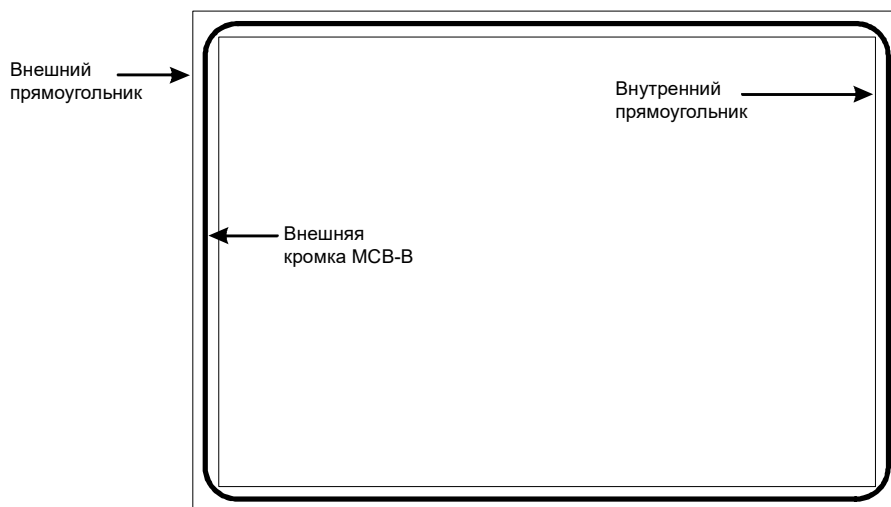 Внешний
прямоугольник
Внутренний
прямоугольник
Внешняя
кромка МСВ-В